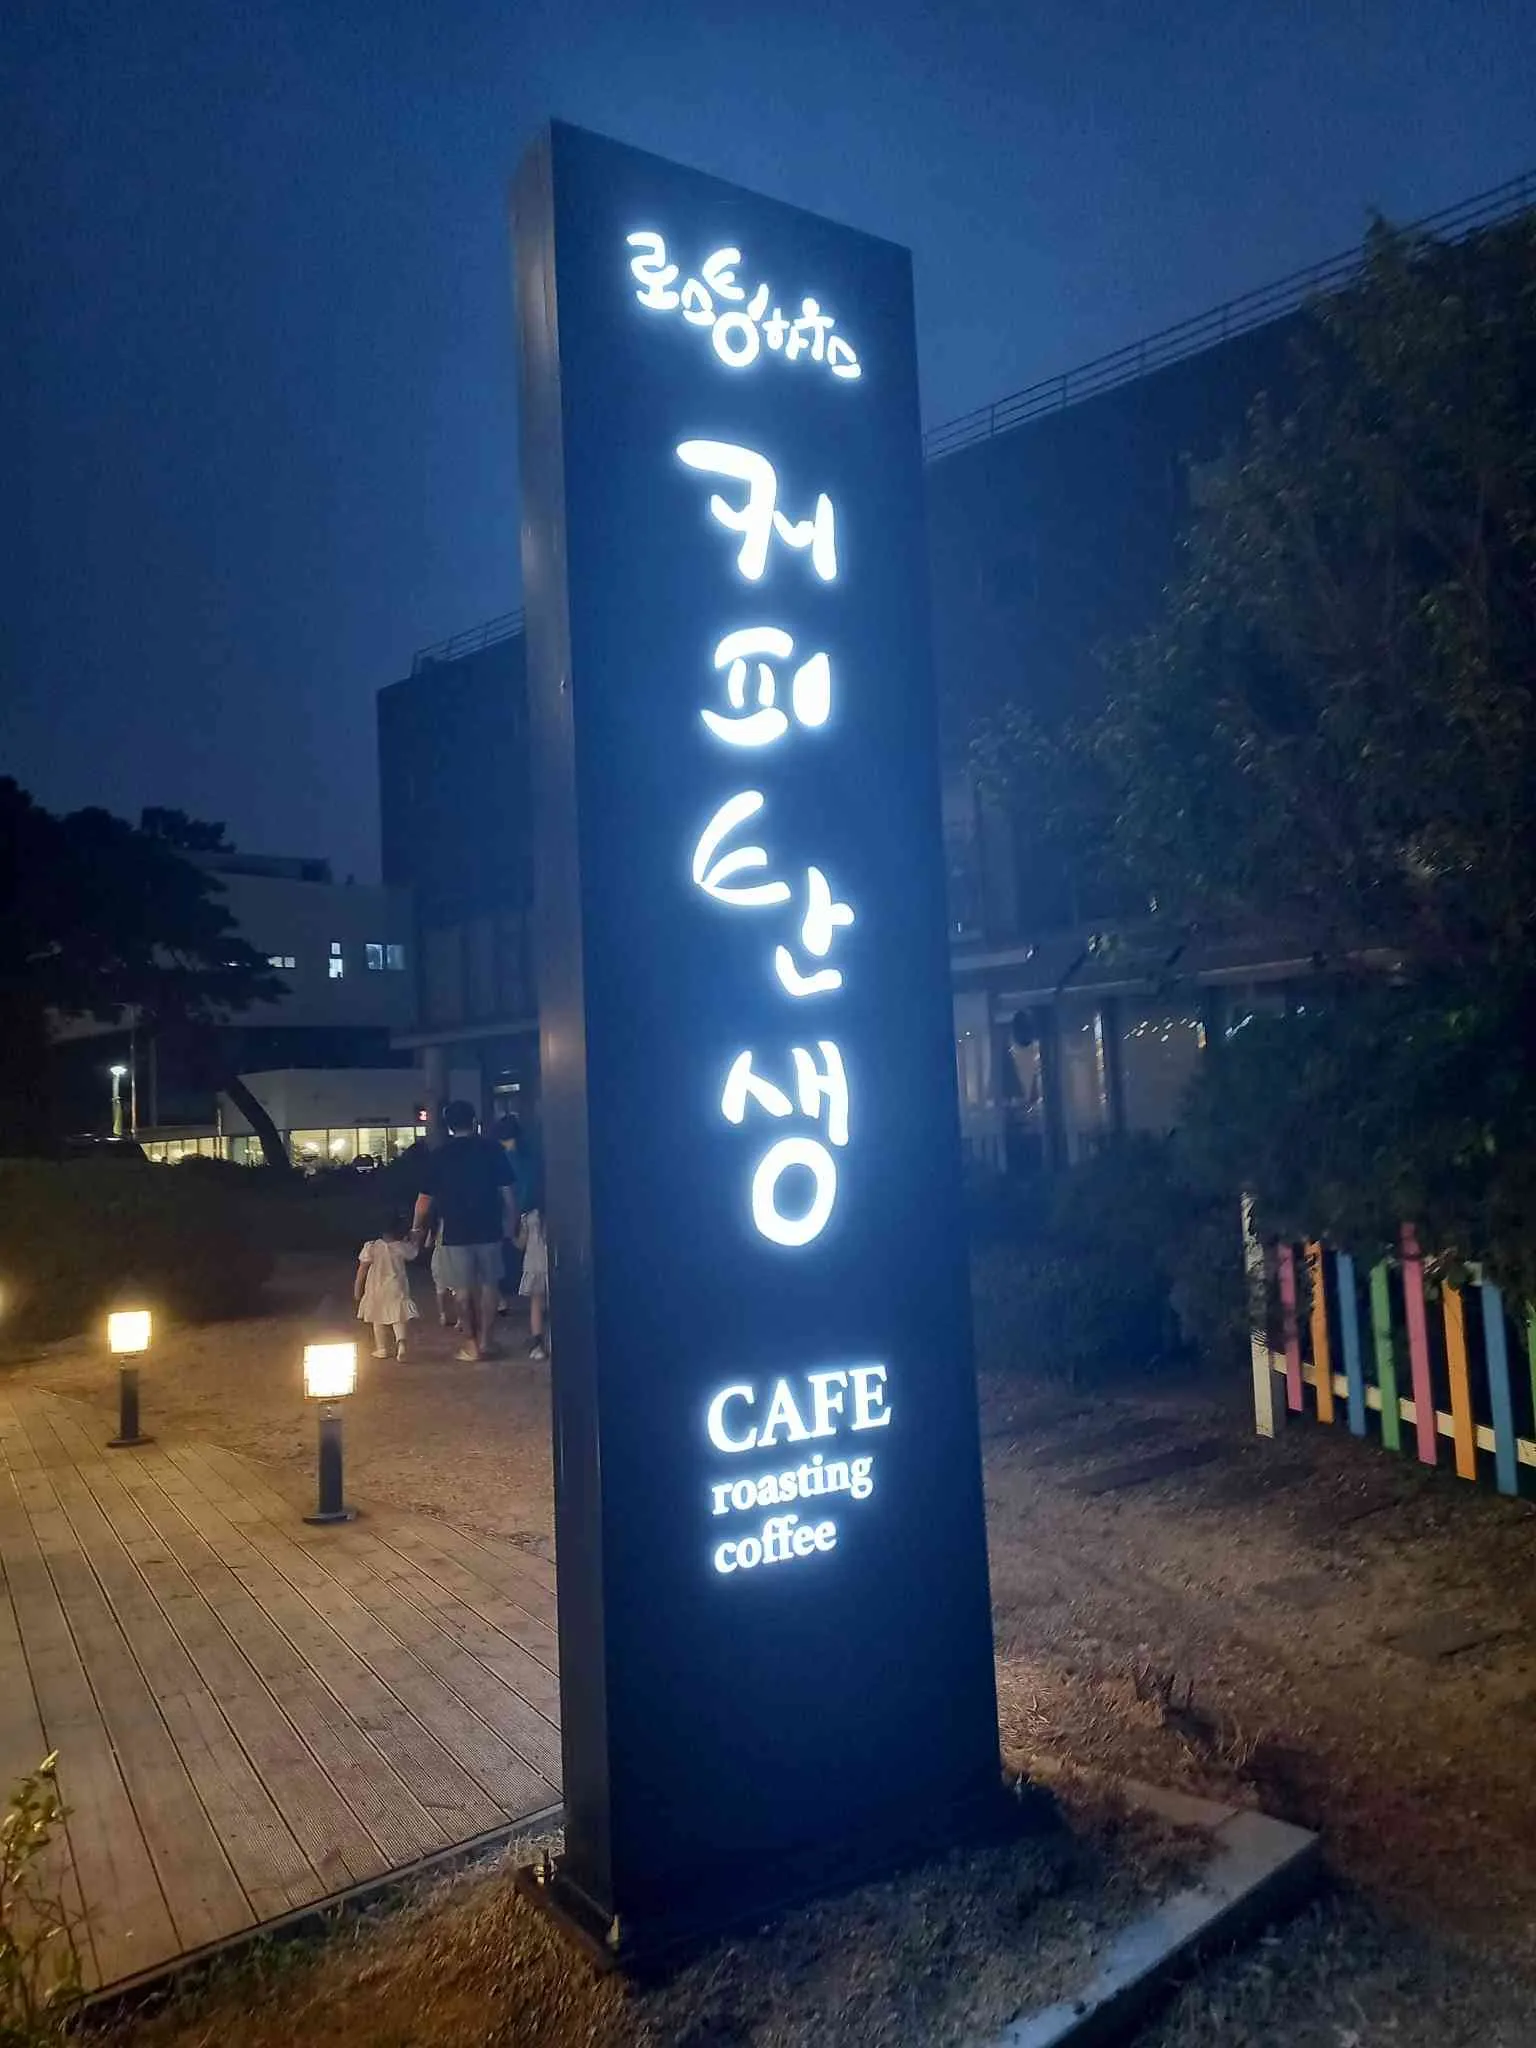 로스팅하우스
커피탄생
CAFE
roasting
coffee